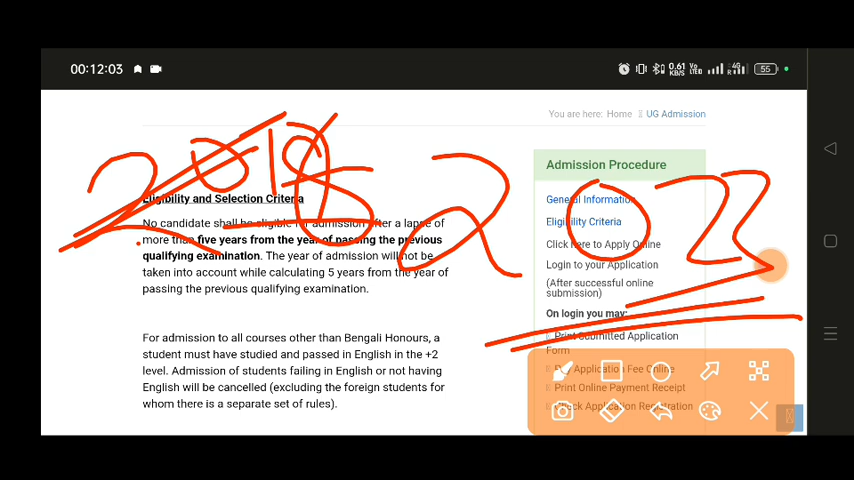 00:12:03 0.61 KB/S Vo LTE 4G R 55
You are here: Home UG Admission
2018
2023
Eligibility and Selection Criteria
No candidate shall be eligible for admission after a lapse of
more than five years from the year of passing the previous
qualifying examination. The year of admission will not be
taken into account while calculating 5 years from the year of
passing the previous qualifying examination.
For admission to all courses other than Bengali Honours, a
student must have studied and passed in English in the +2
level. Admission of students failing in English or not having
English will be cancelled (excluding the foreign students for
whom there is a separate set of rules).
Admission Procedure
General Information
Eligibility Criteria
Click Here to Apply Online
Login to your Application
(After successful online
submission)
On login you may:
Print Submitted Application
Form
Pay Application Fee Online
Print Online Payment Receipt
Check Application Registration